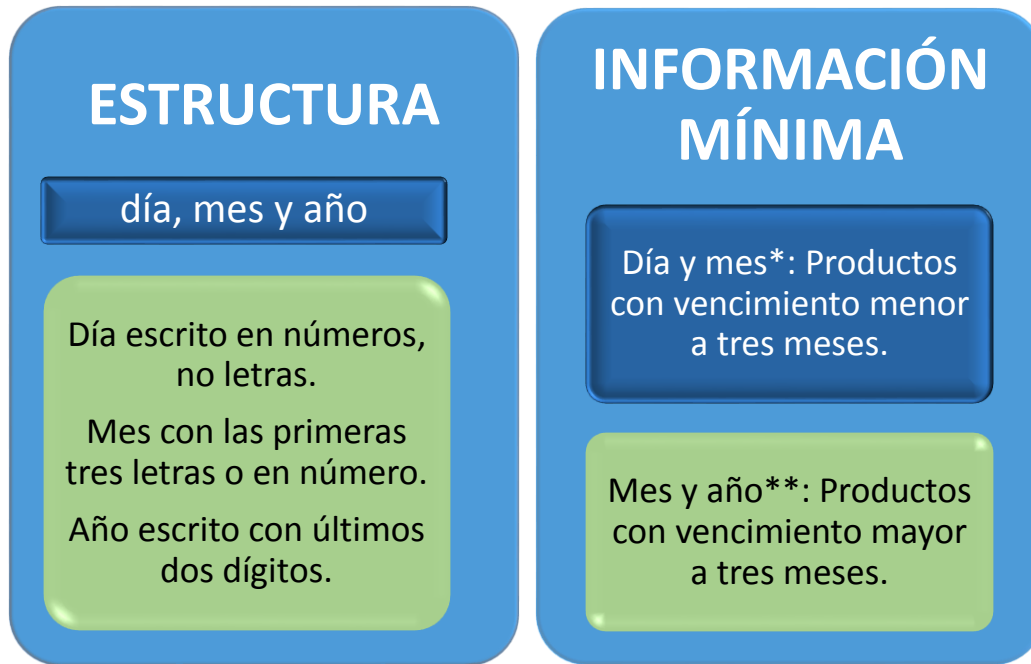 ESTRUCTURA
día, mes y año
Día escrito en números,
no letras.
Mes con las primeras
tres letras o en número.
Año escrito con últimos
dos dígitos.
INFORMACIÓN
MÍNIMA
Día y mes*: Productos
con vencimiento menor
a tres meses.
Mes y año**: Productos
con vencimiento mayor
a tres meses.